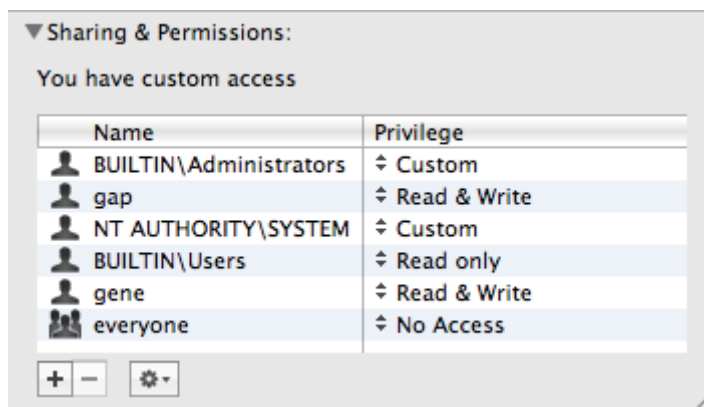 Sharing & Permissions:
You have custom access
Name Privilege
BUILTIN\Administrators Custom
gap Read & Write
NT AUTHORITY\SYSTEM Custom
BUILTIN\Users Read only
gene Read & Write
everyone No Access